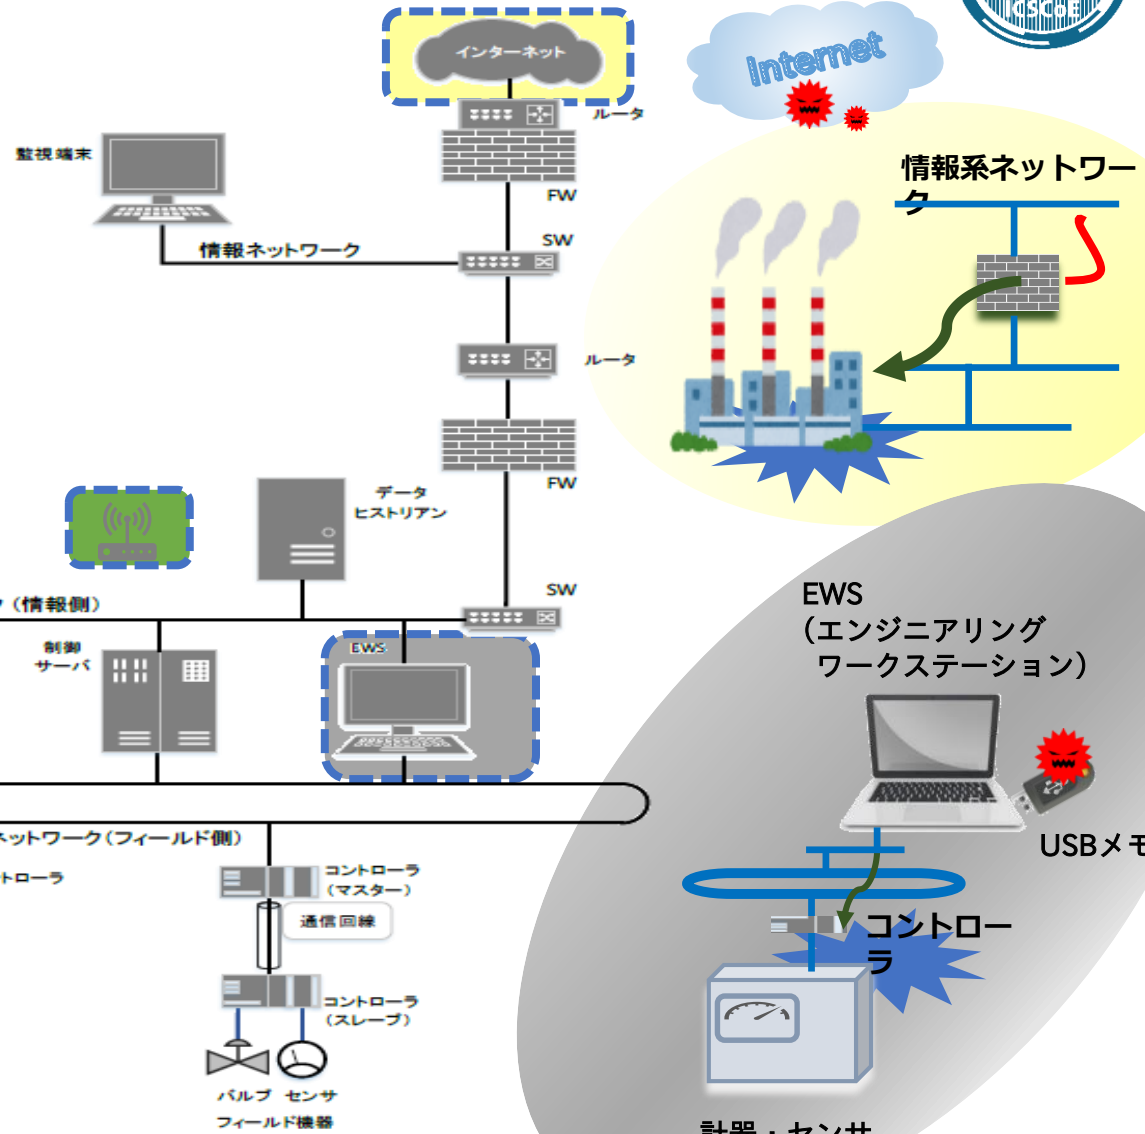 インターネット
ルータ
監視端末
FW
SW
情報ネットワーク
ルータ
FW
データ
ヒストリアン
SW
(情報側)
制御
サーバ
EWS
ネットワーク(フィールド側)
トローラ
コントローラ
(マスター)
通信回線
コントローラ
(スレーブ)
バルブ センサ
フィールド機器
ICSCoE
Internet
情報系ネットワー
ク
EWS
(エンジニアリング
ワークステーション)
USBメモ
コントロー
ラ
計器・センサ